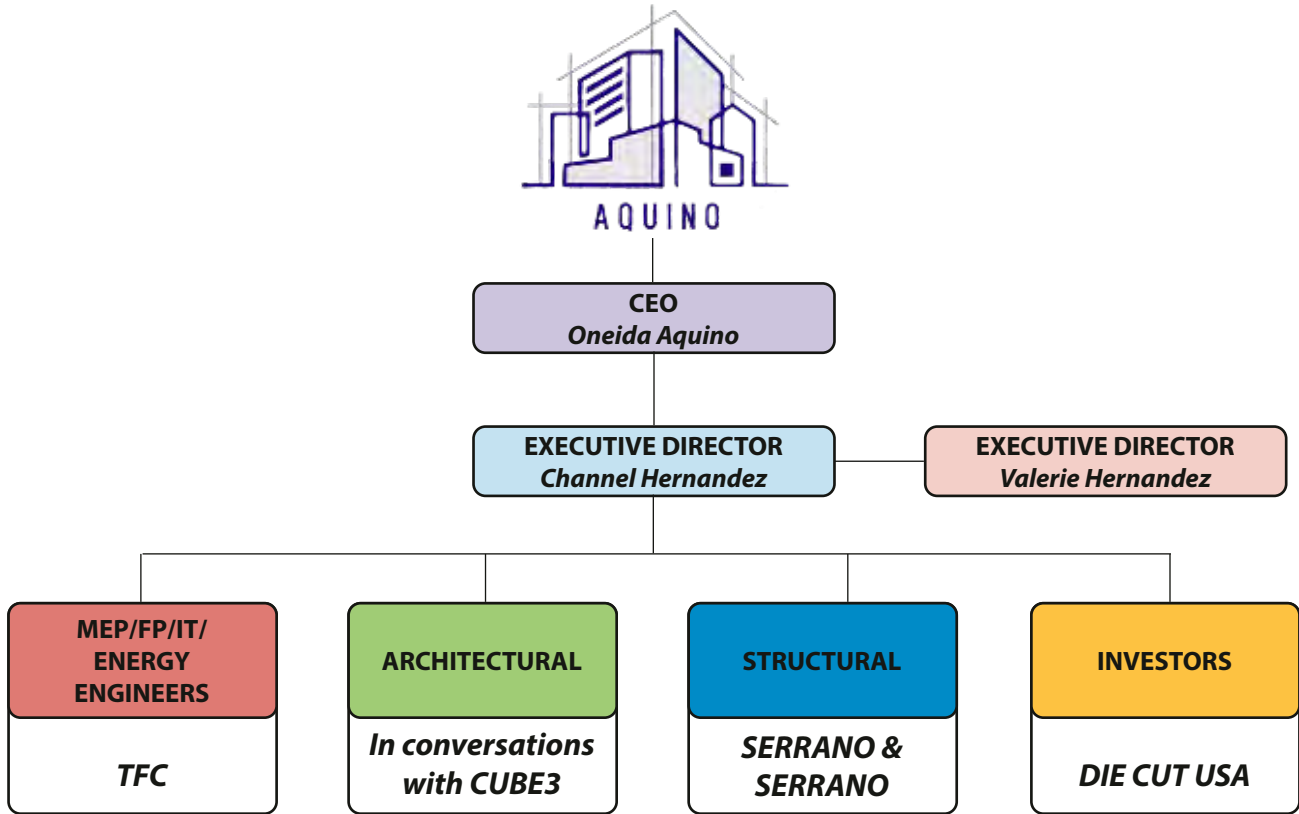 AQUINO
CEO
Oneida Aquino
EXECUTIVE DIRECTOR
Channel Hernandez
EXECUTIVE DIRECTOR
Valerie Hernandez
MEP/FP/IT/
ENERGY
ENGINEERS
TFC
ARCHITECTURAL
In conversations
with CUBE3
STRUCTURAL
SERRANO &
SERRANO
INVESTORS
DIE CUT USA